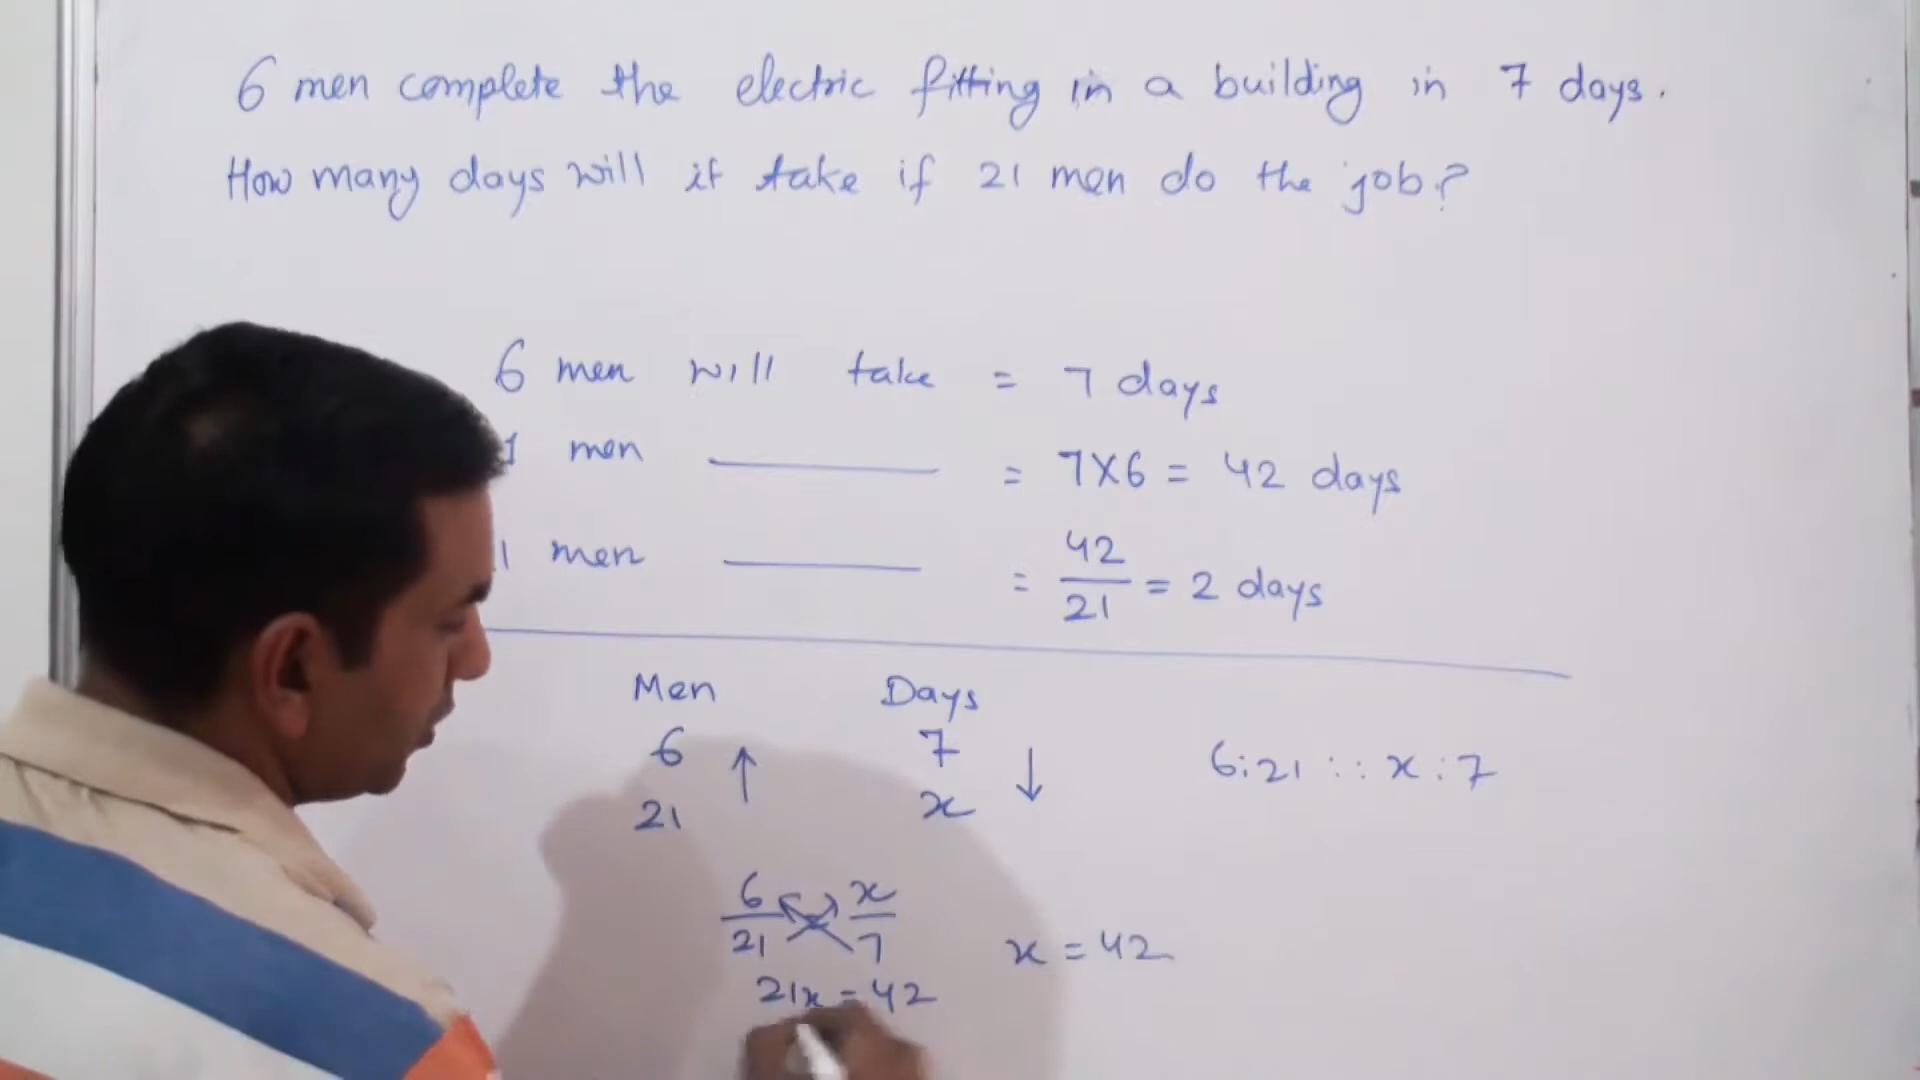 6 men complete the electric fitting in a building in 7 days.
How many days will it take if 21 men do the job?
6 men will take = 7 days
1 men = 7X6 = 42 days
1 men = 42/21 = 2 days
Men Days
6 ↑ 7 ↓ 6:21 :: x:7
21 x
6/21 x/7
x = 42
21x = 42